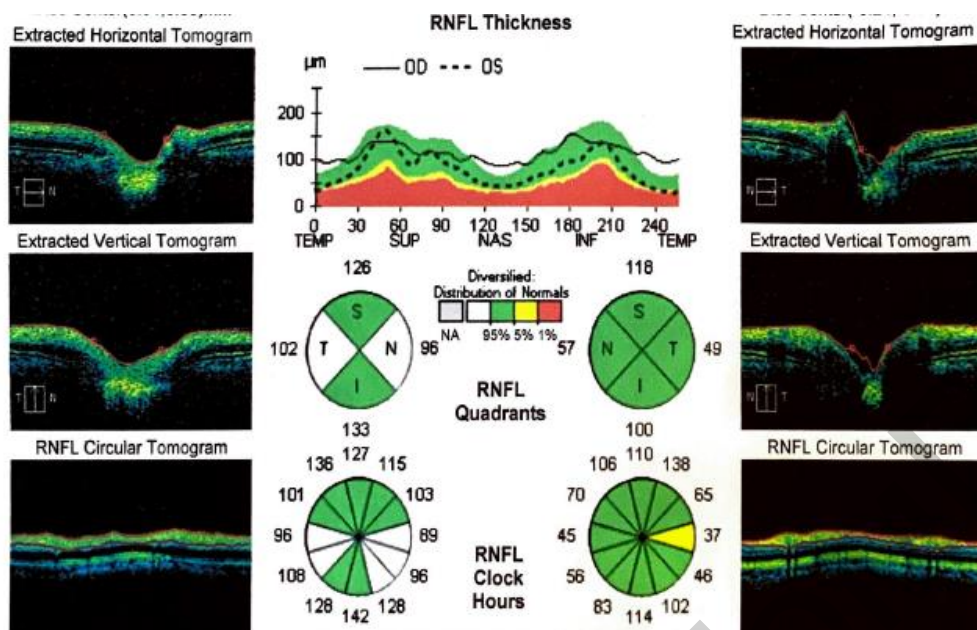 RNFL Thickness
Extracted Horizontal Tomogram
Extracted Horizontal Tomogram
µm
OD OS
200
100
0
0 30 60 90 120 150 180 210 240
TEMP SUP NAS INF TEMP
T N
N T
Extracted Vertical Tomogram
Extracted Vertical Tomogram
126
118
Diversified:
Distribution of Normals
NA 95% 5% 1%
S
T N
I
102
96
133
S
N T
I
57
49
100
RNFL
Quadrants
T N
N T
RNFL Circular Tomogram
RNFL Circular Tomogram
127
136 115
101 103
96 89
108 96
128 128
142
110
106 138
70 65
45 37
56 46
83 102
114
RNFL
Clock
Hours